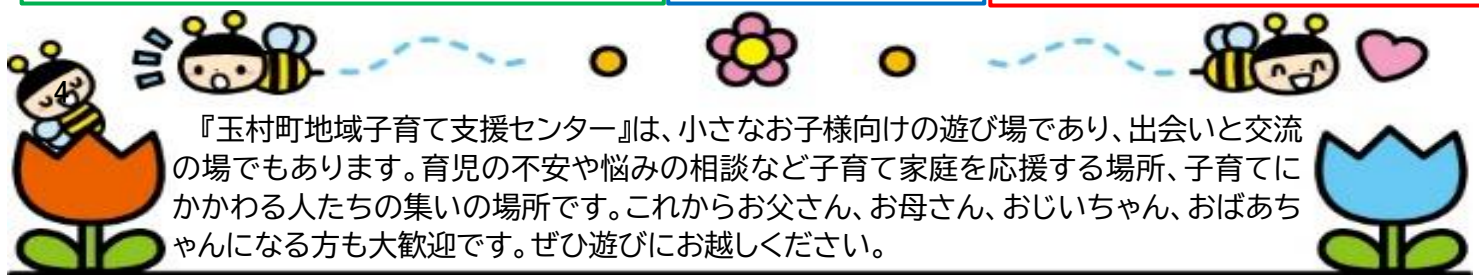 4
『玉村町地域子育て支援センター』は、小さなお子様向けの遊び場であり、出会いと交流
の場でもあります。育児の不安や悩みの相談など子育て家庭を応援する場所、子育てに
かかわる人たちの集いの場所です。これからお父さん、お母さん、おじいちゃん、おばあち
ゃんになる方も大歓迎です。ぜひ遊びにお越しください。